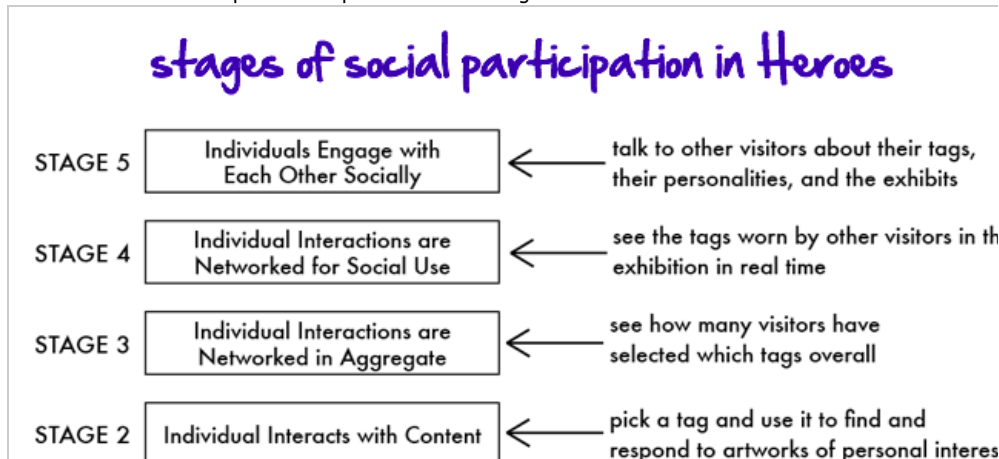 stages of social participation in Heroes
STAGE 5
Individuals Engage with
Each Other Socially
talk to other visitors about their tags,
their personalities, and the exhibits
STAGE 4
Individual Interactions are
Networked for Social Use
see the tags worn by other visitors in th
exhibition in real time
STAGE 3
Individual Interactions are
Networked in Aggregate
see how many visitors have
selected which tags overall
STAGE 2
Individual Interacts with Content
pick a tag and use it to find and
respond to artworks of personal interes